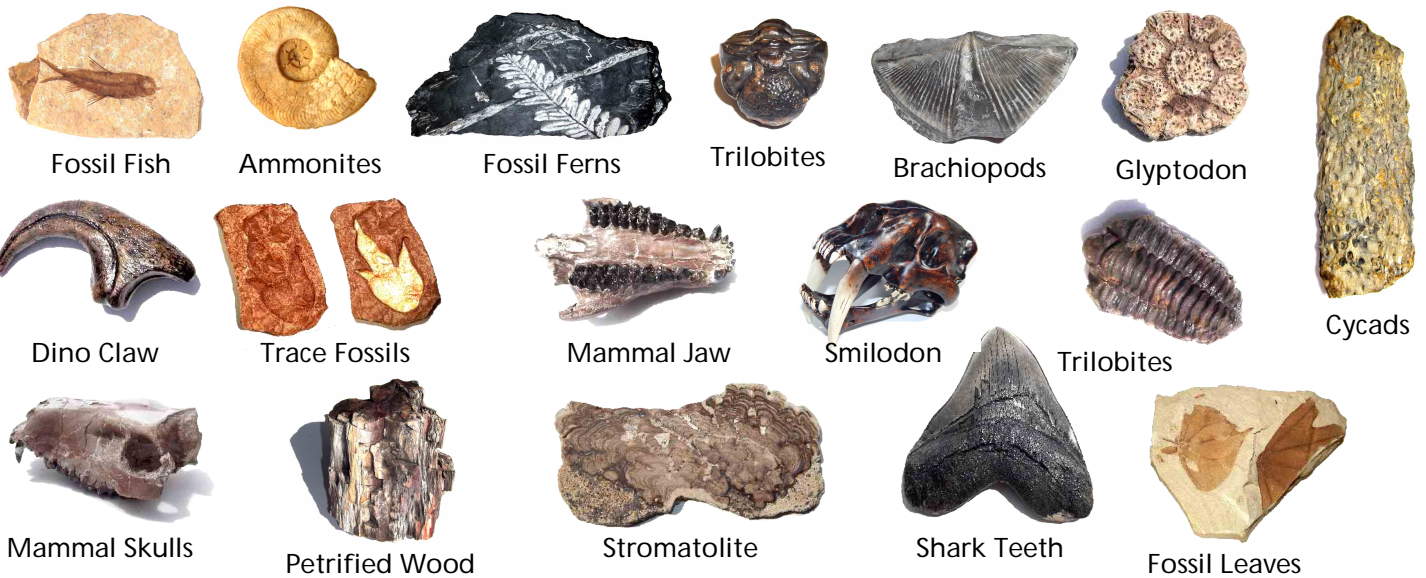 Fossil Fish
Ammonites
Fossil Ferns
Trilobites
Brachiopods
Glyptodon
Cycads
Dino Claw
Trace Fossils
Mammal Jaw
Smilodon
Trilobites
Mammal Skulls
Petrified Wood
Stromatolite
Shark Teeth
Fossil Leaves